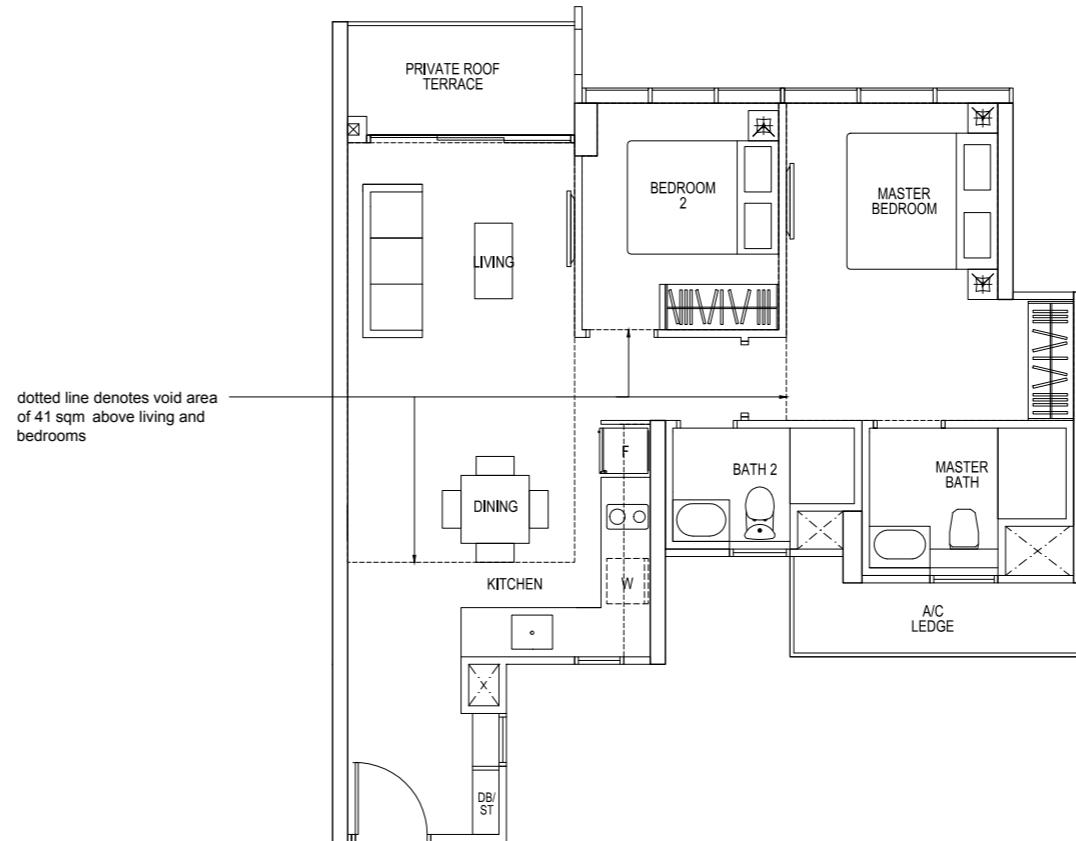 PRIVATE ROOF
TERRACE
BEDROOM
2
MASTER
BEDROOM
LIVING
dotted line denotes void area
of 41 sqm above living and
bedrooms
F
BATH 2
MASTER
BATH
DINING
KITCHEN
W
A/C
LEDGE
DB/
ST